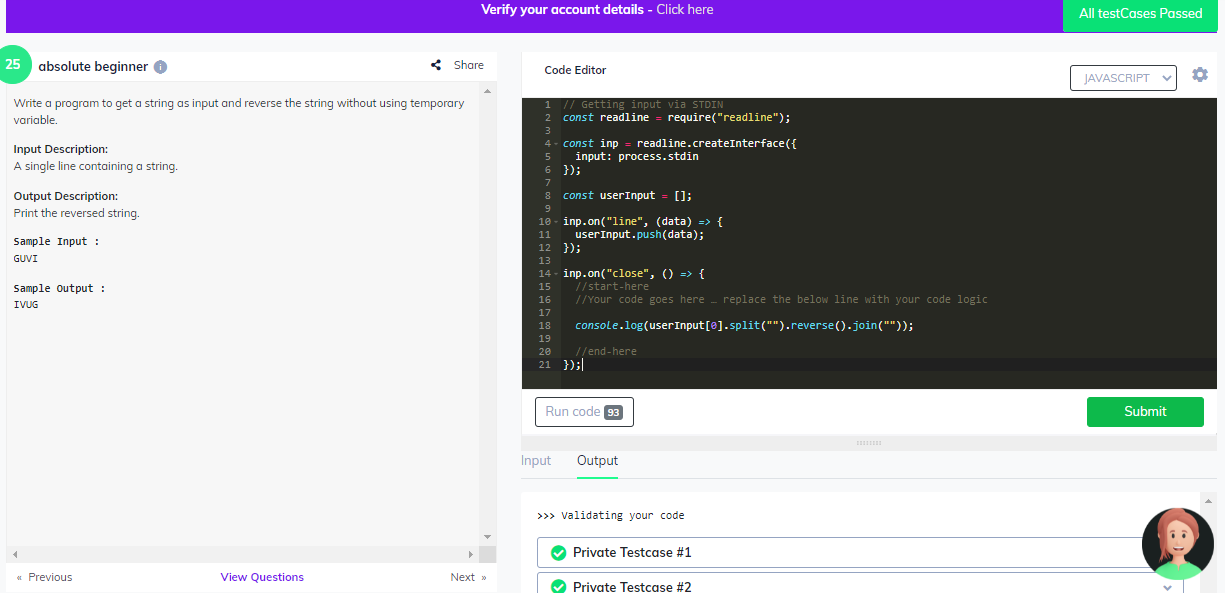 Verify your account details - Click here
All testCases Passed
25
absolute beginner
i
Share
Write a program to get a string as input and reverse the string without using temporary
variable.
Input Description:
A single line containing a string.
Output Description:
Print the reversed string.
Sample Input :
GUVI
Sample Output :
IVUG
« Previous
View Questions
Next »
Code Editor
JAVASCRIPT
1 // Getting input via STDIN
2 const readline = require("readline");
3
4 const inp = readline.createInterface({
5 input: process.stdin
6 });
7
8 const userInput = [];
9
10 inp.on("line", (data) => {
11 userInput.push(data);
12 });
13
14 inp.on("close", () => {
15 //start-here
16 //Your code goes here … replace the below line with your code logic
17
18 console.log(userInput[0].split("").reverse().join(""));
19
20 //end-here
21 });
Run code 93
Submit
Input
Output
>>> Validating your code
Private Testcase #1
Private Testcase #2